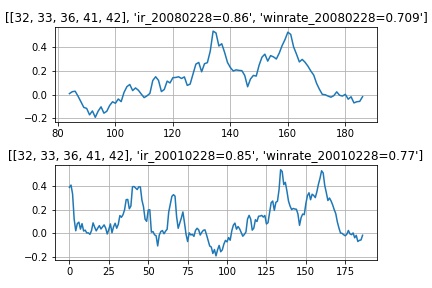 [[32, 33, 36, 41, 42], 'ir_20080228=0.86', 'winrate_20080228=0.709']
0.4
0.2
0.0
−0.2
80 100 120 140 160 180
[[32, 33, 36, 41, 42], 'ir_20010228=0.85', 'winrate_20010228=0.77']
0.4
0.2
0.0
−0.2
0 25 50 75 100 125 150 175